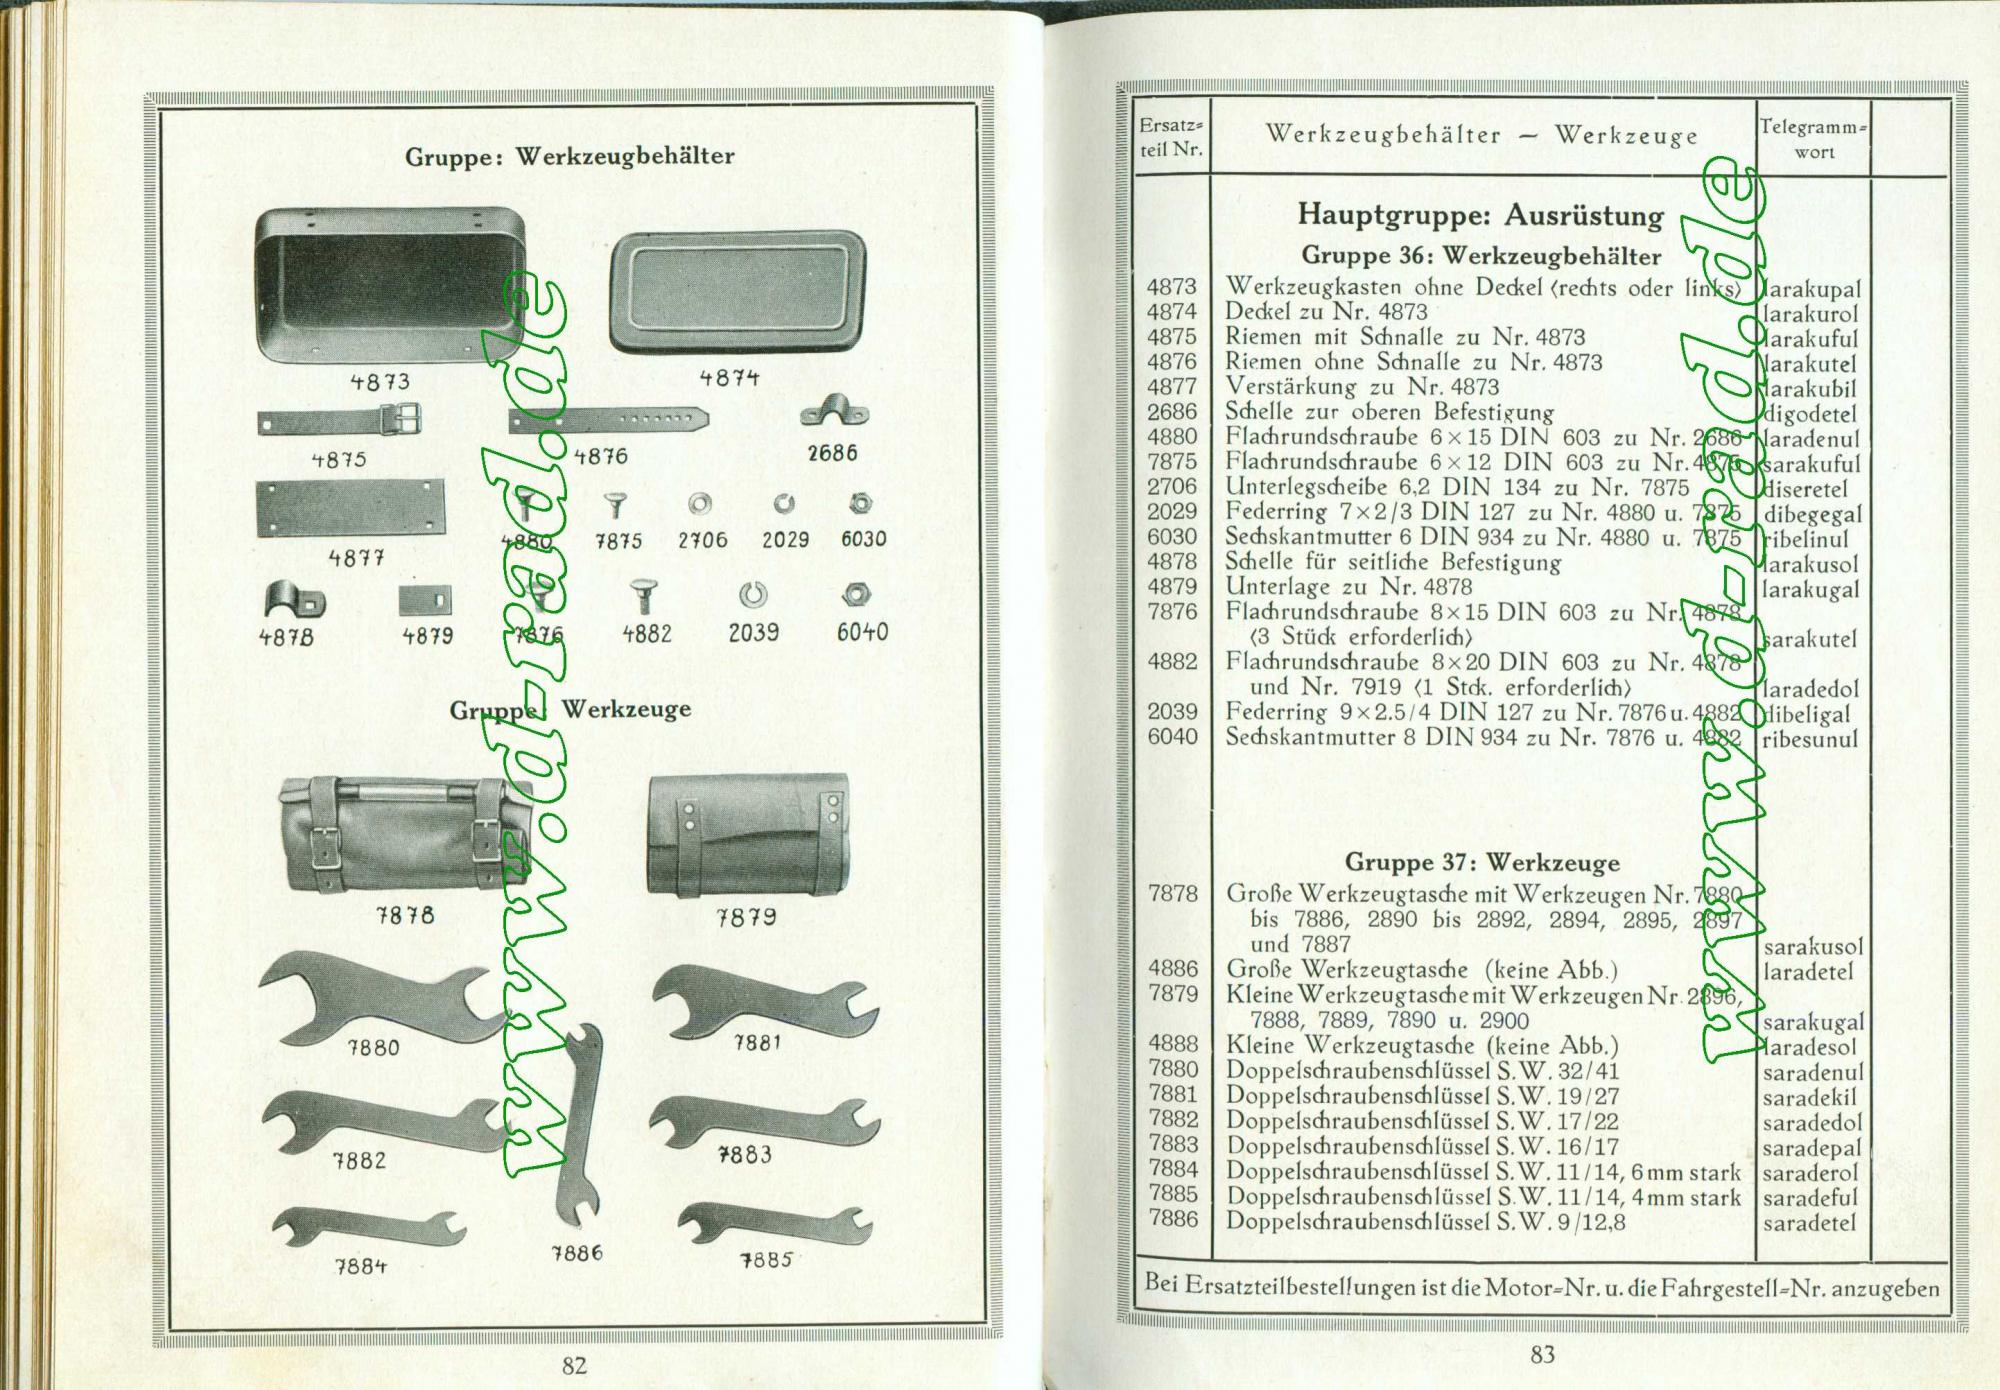 Gruppe: Werkzeugbehälter
4873
4874
4875
4876
2686
4877
4880
7875
2706
2029
6030
4878
4879
7876
4882
2039
6040
Gruppe: Werkzeuge
7878
7879
7880
7881
7882
7883
7884
7886
7885
82
www.d-rad.de
Ersatz-
teil Nr.
Werkzeugbehälter — Werkzeuge
Telegramm-
wort
Hauptgruppe: Ausrüstung
Gruppe 36: Werkzeugbehälter
4873 Werkzeugkasten ohne Deckel (rechts oder links) larakupal
4874 Deckel zu Nr. 4873 larakurol
4875 Riemen mit Schnalle zu Nr. 4873 larakuful
4876 Riemen ohne Schnalle zu Nr. 4873 larakutel
4877 Verstärkung zu Nr. 4873 larakubil
2686 Schelle zur oberen Befestigung digodetel
4880 Flachrundschraube 6×15 DIN 603 zu Nr. 2686 laradenul
7875 Flachrundschraube 6×12 DIN 603 zu Nr. 4875 sarakuful
2706 Unterlegscheibe 6,2 DIN 134 zu Nr. 7875 diseretel
2029 Federring 7×2/3 DIN 127 zu Nr. 4880 u. 7875 dibegegal
6030 Sechskantmutter 6 DIN 934 zu Nr. 4880 u. 7875 ribelinul
4878 Schelle für seitliche Befestigung larakusol
4879 Unterlage zu Nr. 4878 larakugal
7876 Flachrundschraube 8×15 DIN 603 zu Nr. 4878
(3 Stück erforderlich) sarakutel
4882 Flachrundschraube 8×20 DIN 603 zu Nr. 4878
und Nr. 7919 (1 Stck. erforderlich) laradedol
2039 Federring 9×2.5/4 DIN 127 zu Nr. 7876 u. 4882 dibeligal
6040 Sechskantmutter 8 DIN 934 zu Nr. 7876 u. 4882 ribesunul
Gruppe 37: Werkzeuge
7878 Große Werkzeugtasche mit Werkzeugen Nr. 7880
bis 7886, 2890 bis 2892, 2894, 2895, 2897
und 7887 sarakusol
4886 Große Werkzeugtasche (keine Abb.) laradetel
7879 Kleine Werkzeugtasche mit Werkzeugen Nr. 2896,
7888, 7889, 7890 u. 2900 sarakugal
4888 Kleine Werkzeugtasche (keine Abb.) laradesol
7880 Doppelschraubenschlüssel S.W. 32/41 saradenul
7881 Doppelschraubenschlüssel S.W. 19/27 saradekil
7882 Doppelschraubenschlüssel S.W. 17/22 saradedol
7883 Doppelschraubenschlüssel S.W. 16/17 saradepal
7884 Doppelschraubenschlüssel S.W. 11/14, 6 mm stark saraderol
7885 Doppelschraubenschlüssel S.W. 11/14, 4 mm stark saradeful
7886 Doppelschraubenschlüssel S.W. 9/12,8 saradetel
Bei Ersatzteilbestellungen ist die Motor-Nr. u. die Fahrgestell-Nr. anzugeben
83
www.d-rad.de